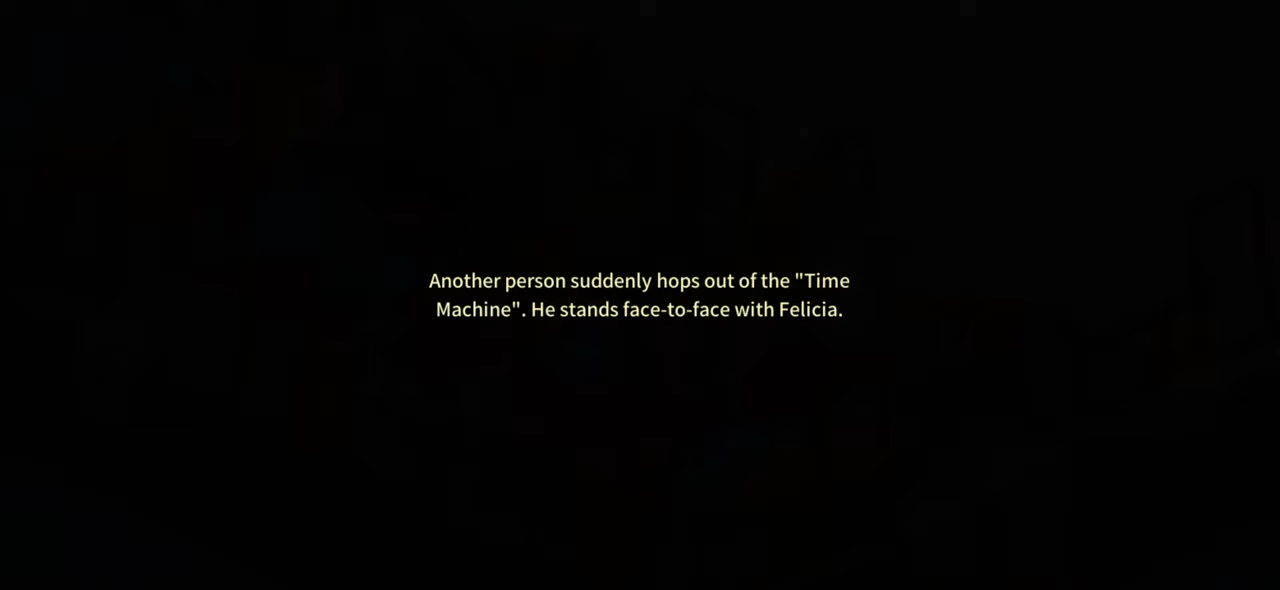 Another person suddenly hops out of the "Time
Machine". He stands face-to-face with Felicia.